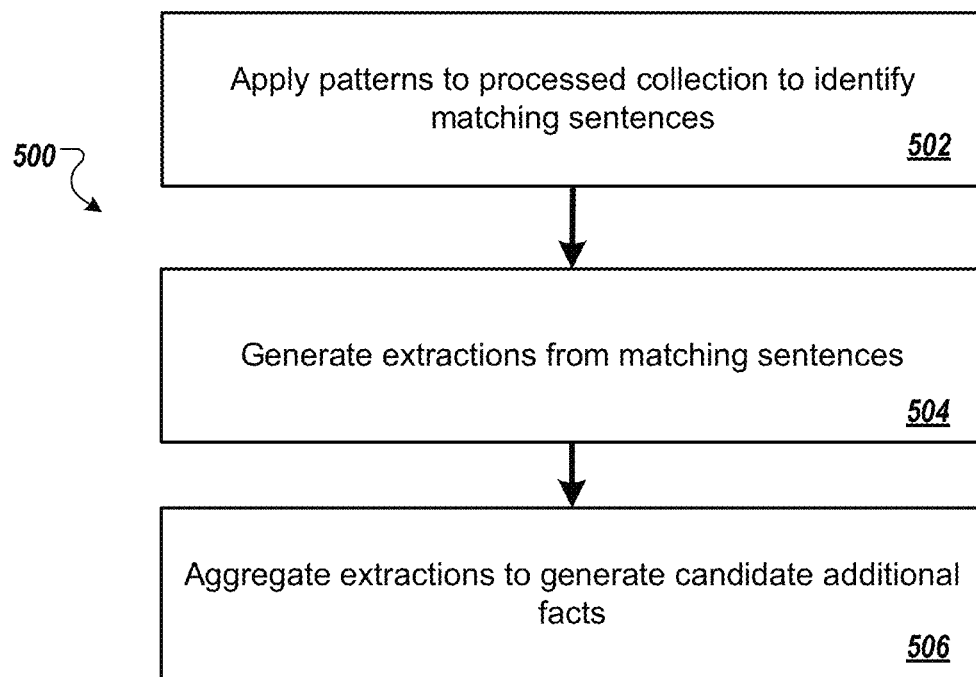 Apply patterns to processed collection to identify
matching sentences
502
500
Generate extractions from matching sentences
504
Aggregate extractions to generate candidate additional
facts
506